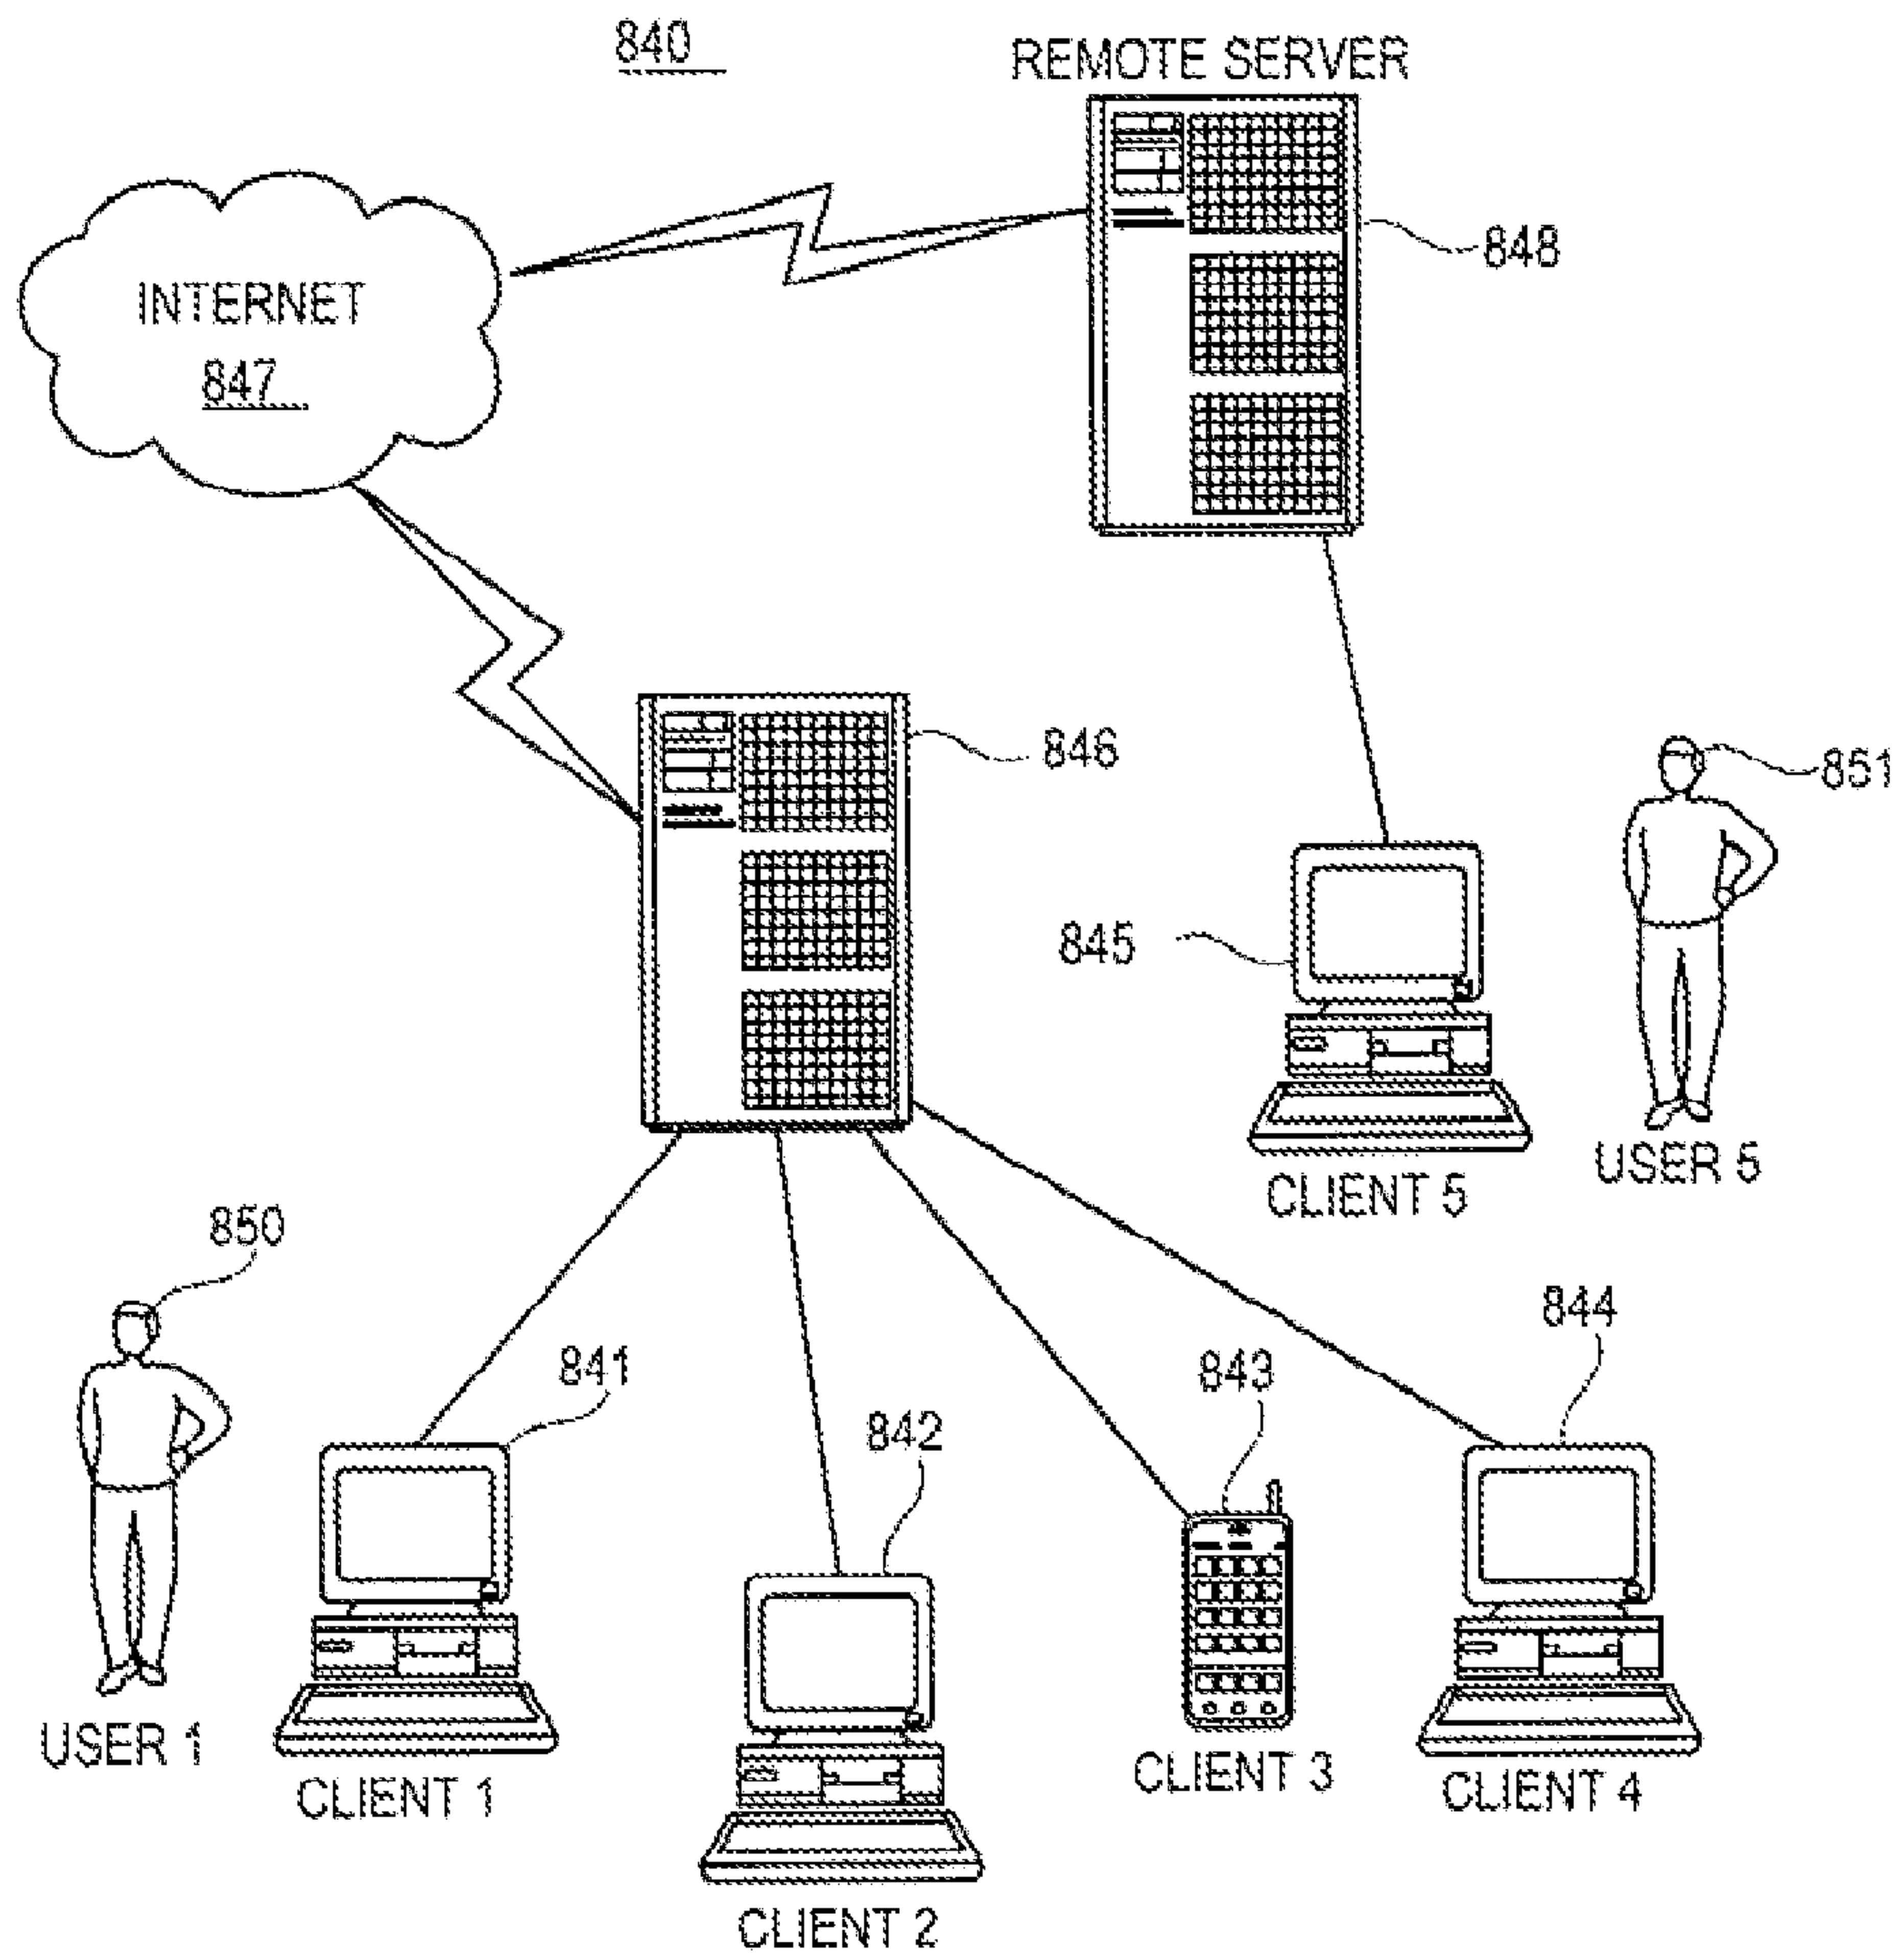 840
REMOTE SERVER
848
INTERNET
847
846
851
845
USER 5
CLIENT 5
850
844
841
843
842
USER 1
CLIENT 1
CLIENT 3
CLIENT 4
CLIENT 2